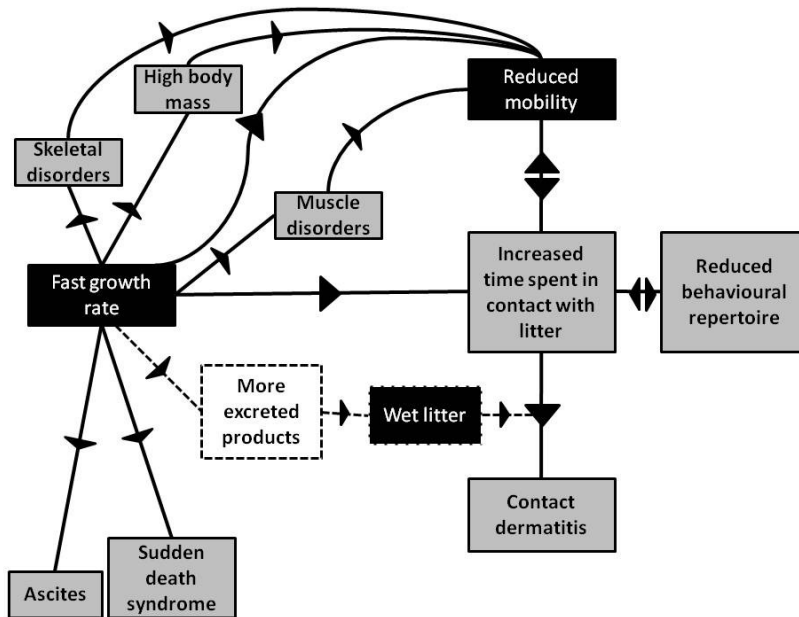 High body
mass
Reduced
mobility
Skeletal
disorders
Muscle
disorders
Increased
time spent in
contact with
litter
Reduced
behavioural
repertoire
Fast growth
rate
More
excreted
products
Wet litter
Contact
dermatitis
Sudden
death
syndrome
Ascites